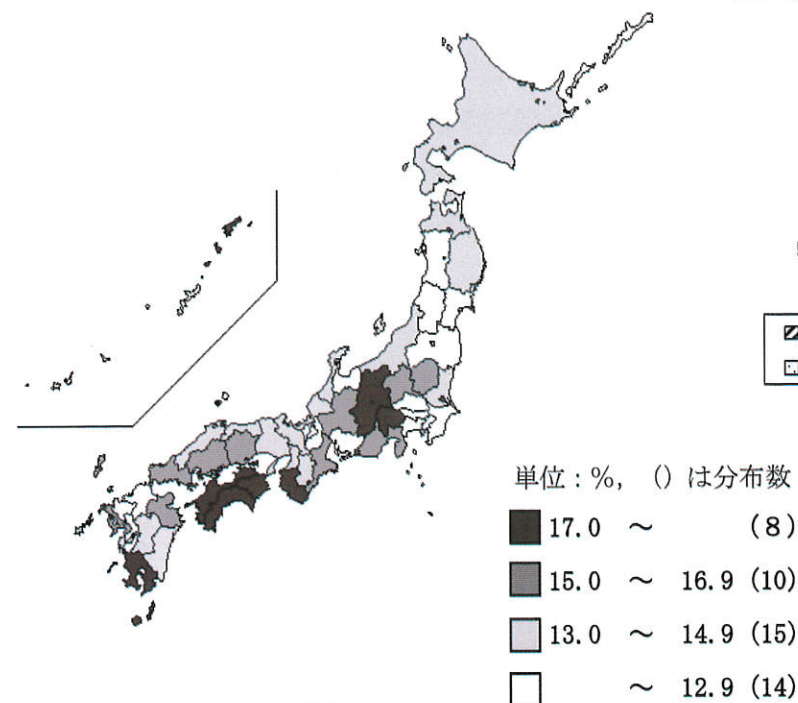 単位：%, () は分布数
17.0 ～ (8)
15.0 ～ 16.9 (10)
13.0 ～ 14.9 (15)
～ 12.9 (14)